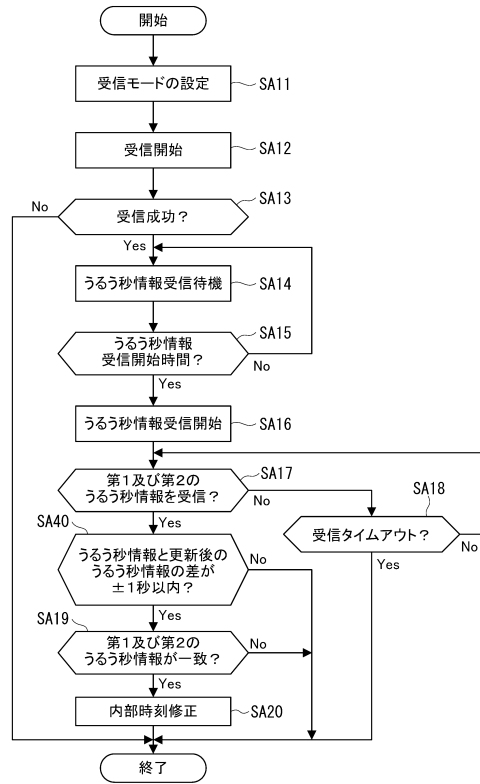 開始
受信モードの設定
SA11
受信開始
SA12
SA13
No
受信成功？
Yes
うるう秒情報受信待機
SA14
SA15
うるう秒情報
受信開始時間？
No
Yes
うるう秒情報受信開始
SA16
第１及び第２の
うるう秒情報を受信？
SA17
No
SA18
受信タイムアウト？
No
Yes
Yes
SA40
うるう秒情報と更新後の
うるう秒情報の差が
±１秒以内？
No
Yes
SA19
第１及び第２の
うるう秒情報が一致？
No
Yes
内部時刻修正
SA20
終了